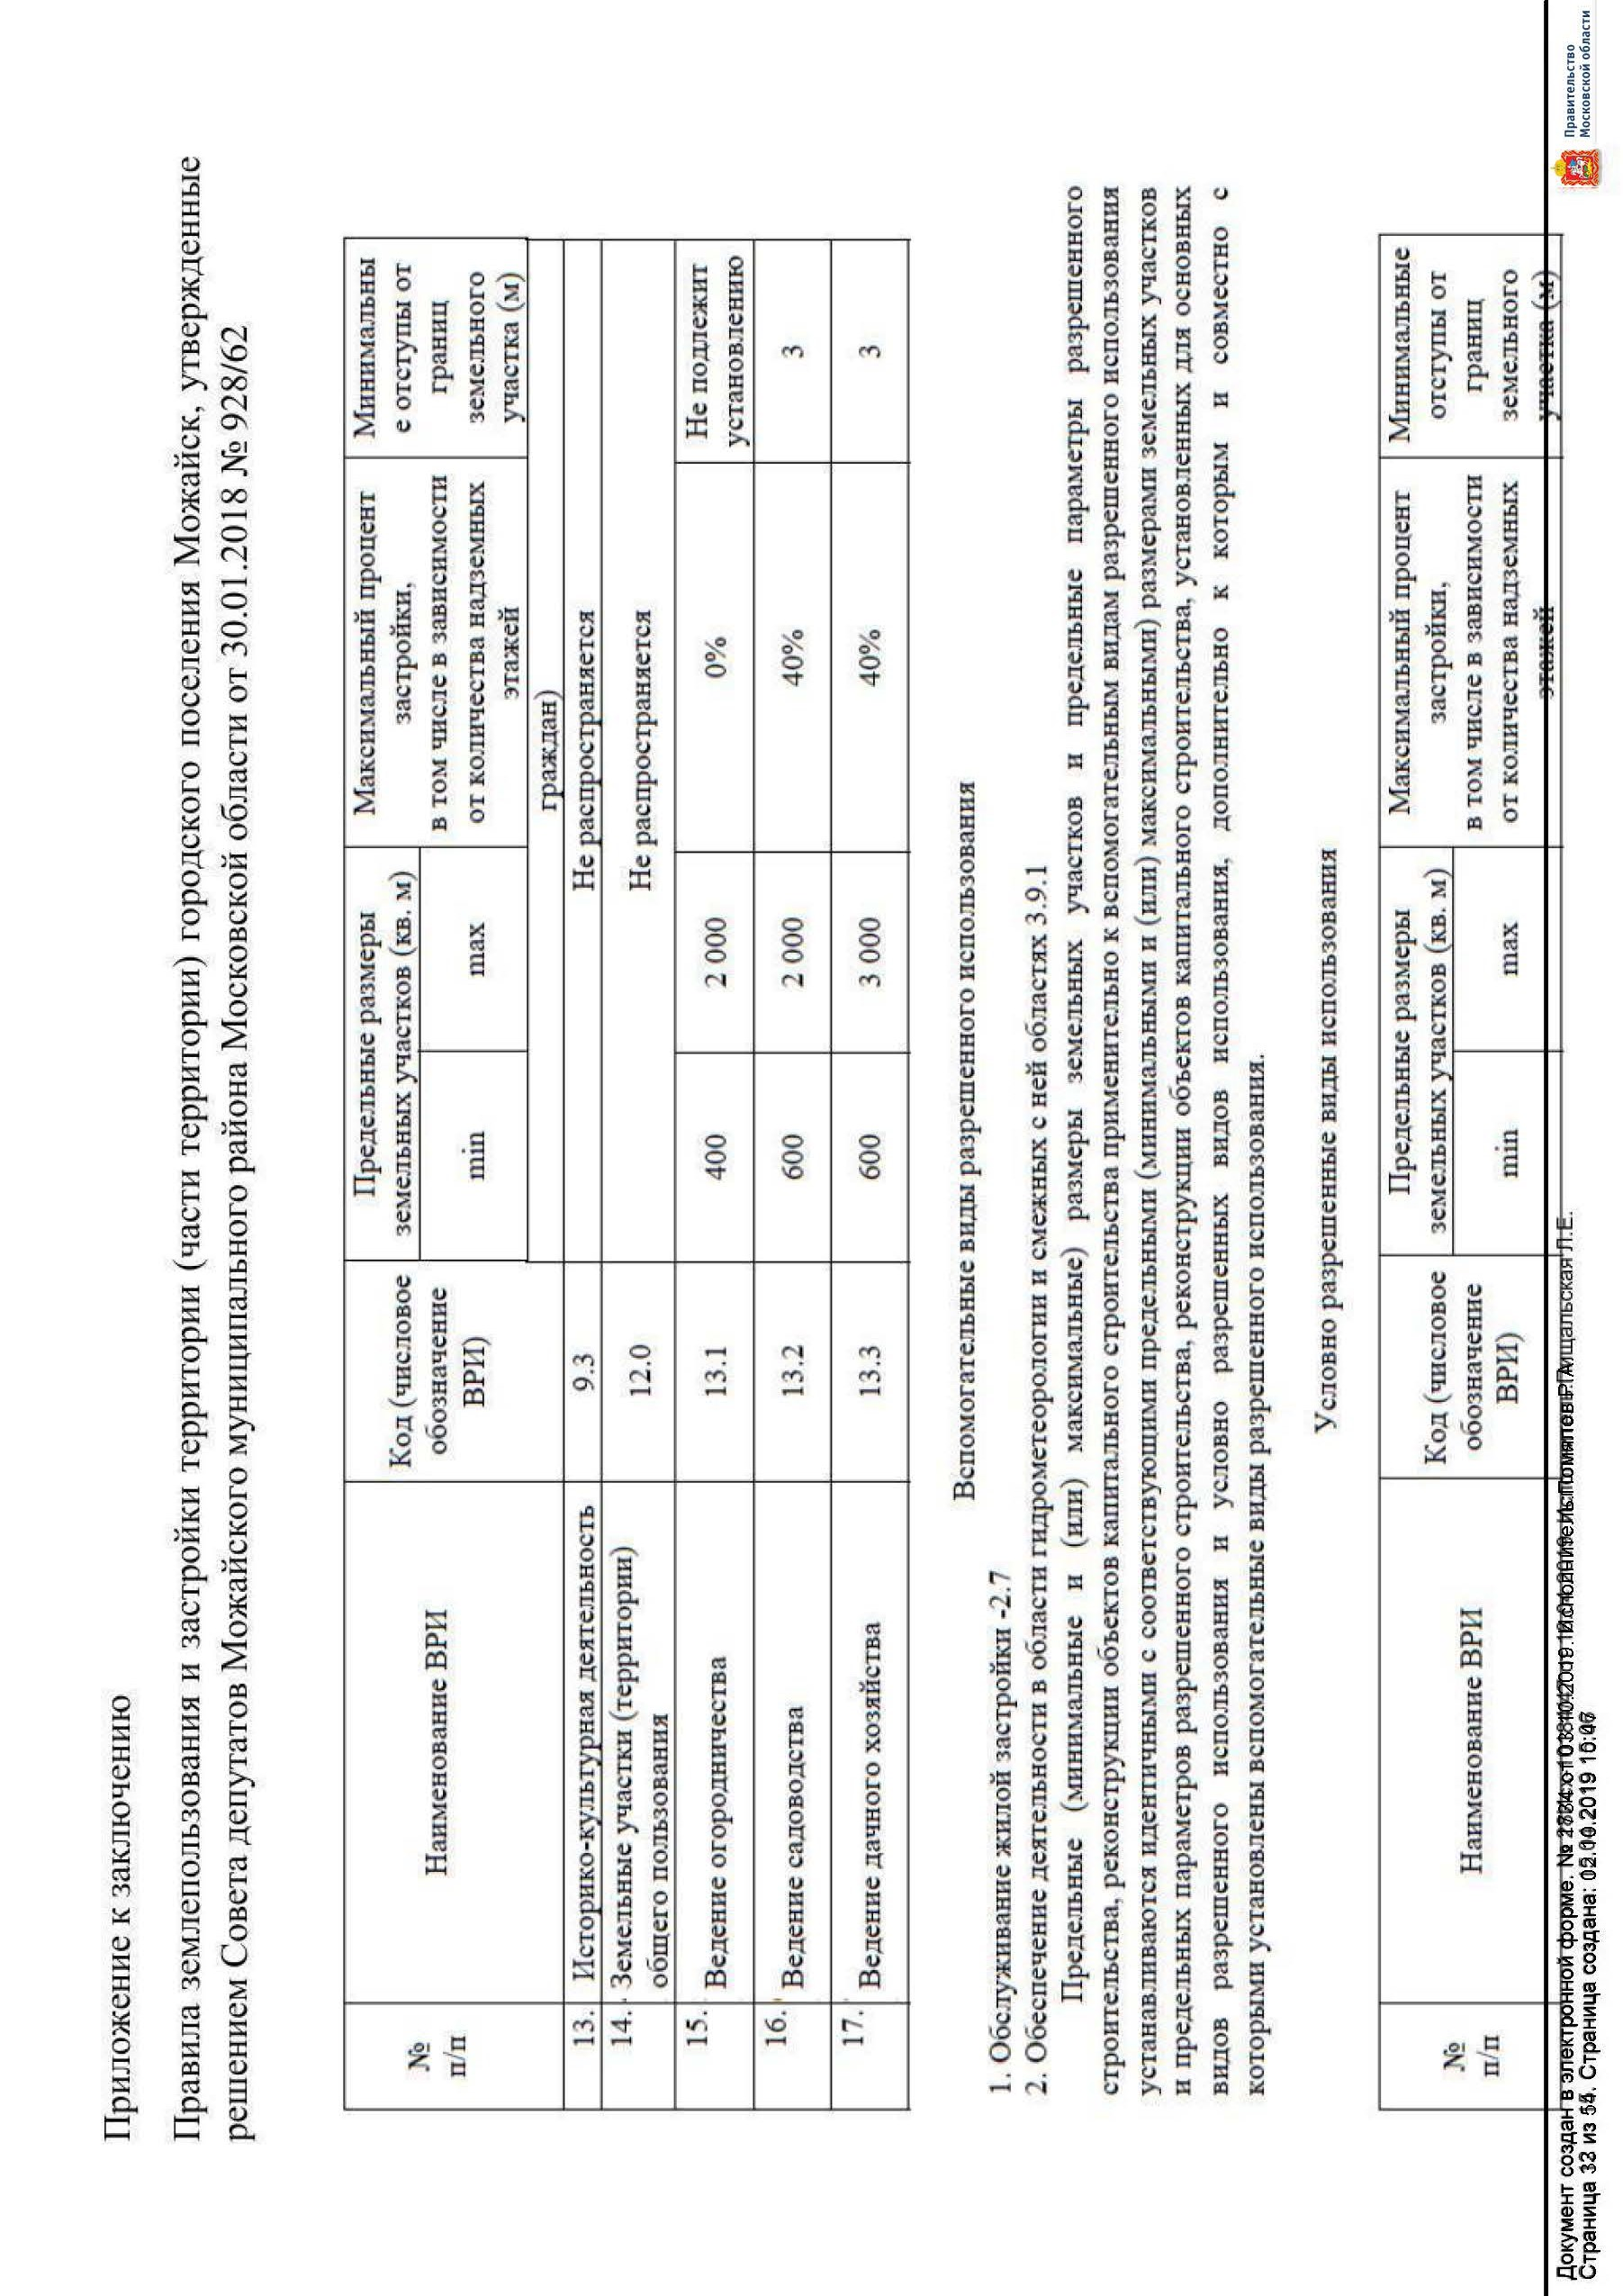 Приложение к заключению
Правила землепользования и застройки территории (части территории) городского поселения Можайск, утвержденные
решением Совета депутатов Можайского муниципального района Московской области от 30.01.2018 № 928/62
№
п/п
Наименование ВРИ
Код (числовое
обозначение
ВРИ)
Предельные размеры
земельных участков (кв. м)
min
max
Максимальный процент
застройки,
в том числе в зависимости
от количества надземных
этажей
Минимальны
е отступы от
границ
земельного
участка (м)
граждан)
13. Историко-культурная деятельность 9.3 Не распространяется
14. Земельные участки (территории)
общего пользования 12.0 Не распространяется
15. Ведение огородничества 13.1 400 2 000 0% Не подлежит
установлению
16. Ведение садоводства 13.2 600 2 000 40% 3
17. Ведение дачного хозяйства 13.3 600 3 000 40% 3
Вспомогательные виды разрешенного использования
1. Обслуживание жилой застройки -2.7
2. Обеспечение деятельности в области гидрометеорологии и смежных с ней областях 3.9.1
Предельные (минимальные и (или) максимальные) размеры земельных участков и предельные параметры разрешенного
строительства, реконструкции объектов капитального строительства применительно к вспомогательным видам разрешенного использования
устанавливаются идентичными с соответствующими предельными (минимальными и (или) максимальными) размерами земельных участков
и предельных параметров разрешенного строительства, реконструкции объектов капитального строительства, установленных для основных
видов разрешенного использования и условно разрешенных видов использования, дополнительно к которым и совместно с
которыми установлены вспомогательные виды разрешенного использования.
Условно разрешенные виды использования
№
п/п
Наименование ВРИ
Код (числовое
обозначение
ВРИ)
Предельные размеры
земельных участков (кв. м)
min
max
Максимальный процент
застройки,
в том числе в зависимости
от количества надземных
этажей
Минимальные
отступы от
границ
земельного
участка (м)
Документ создан в электронной форме. №
Страница из Страница создана:
Правительство
Московской области